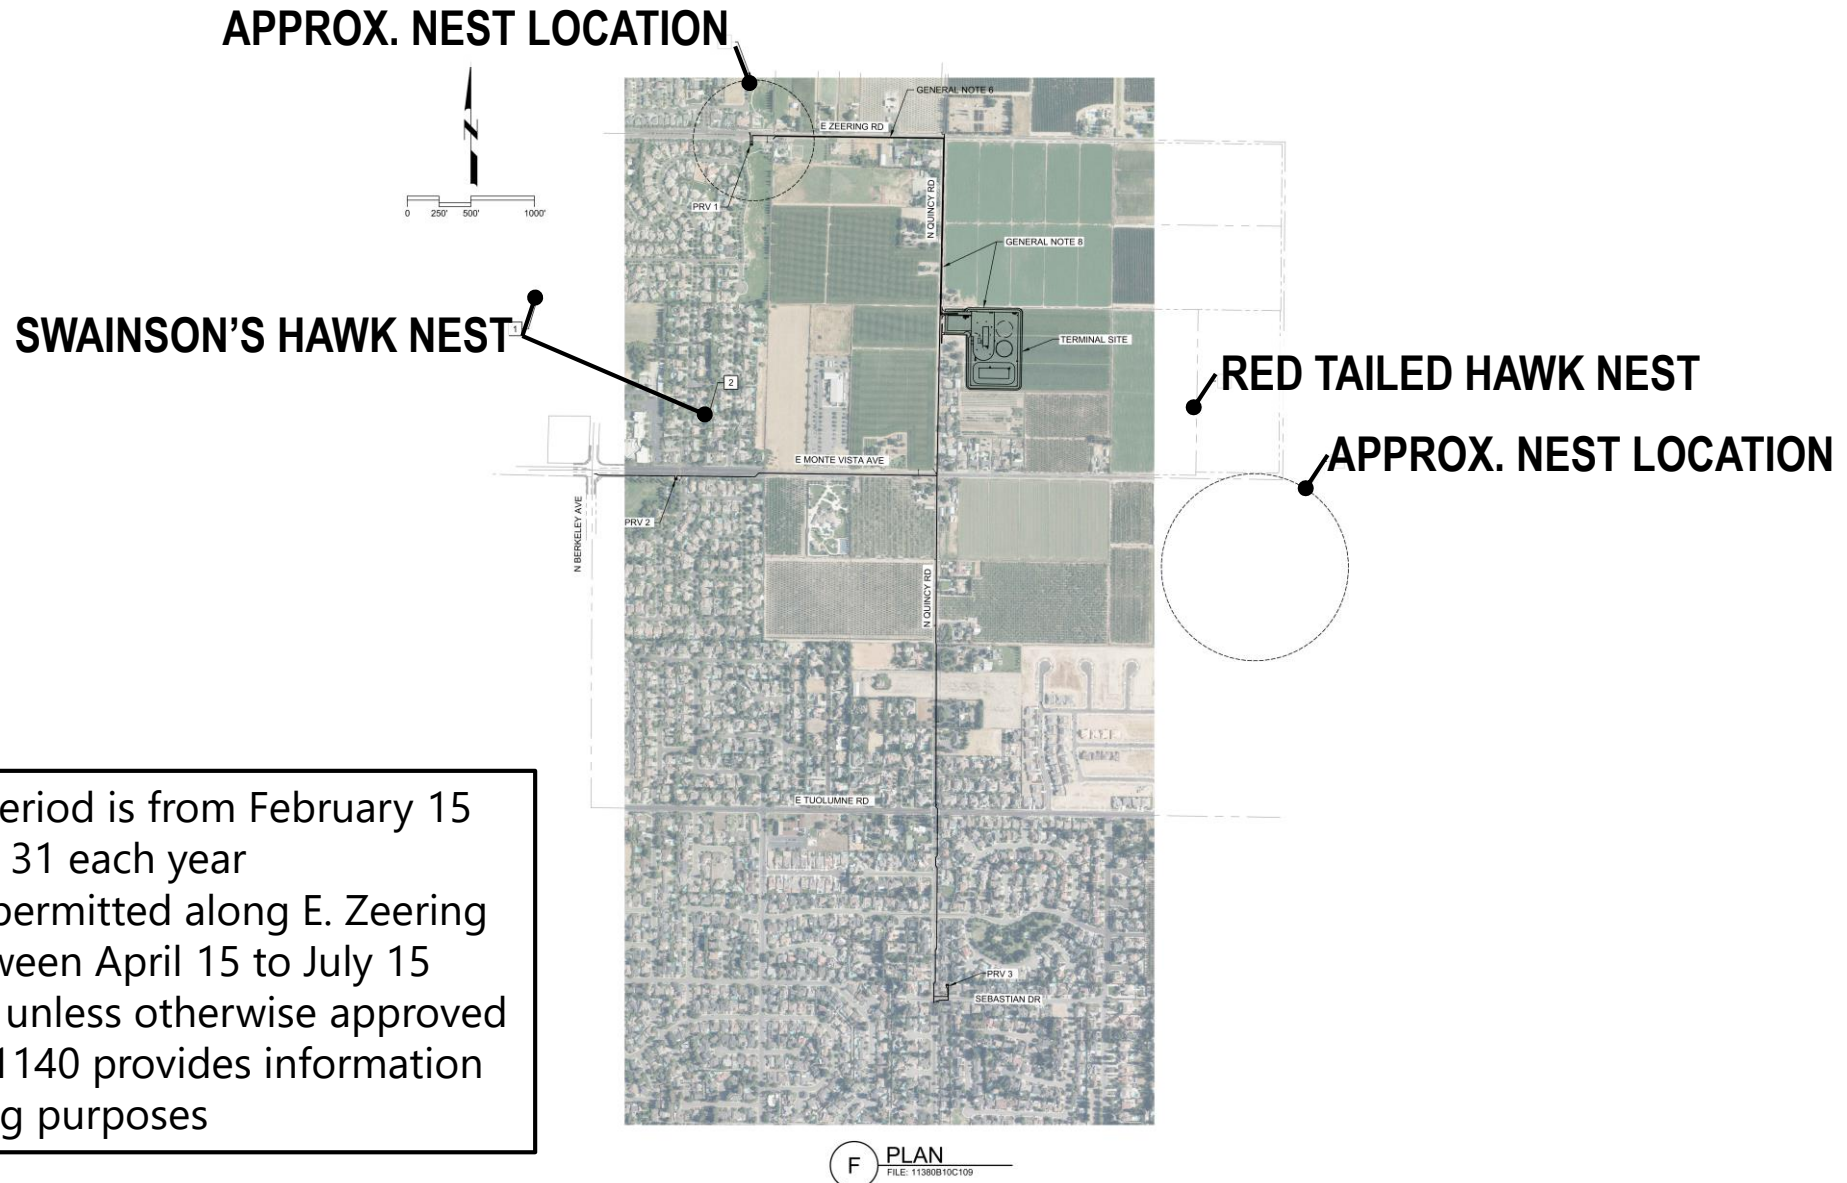 APPROX. NEST LOCATION
GENERAL NOTE 6
E ZEERING RD
PRV 1
N QUINCY RD
0 250' 500' 1000'
GENERAL NOTE 8
SWAINSON'S HAWK NEST
1
TERMINAL SITE
2
RED TAILED HAWK NEST
APPROX. NEST LOCATION
E MONTE VISTA AVE
PRV 2
N BERKELEY AVE
N QUINCY RD
eriod is from February 15
31 each year
permitted along E. Zeering
ween April 15 to July 15
unless otherwise approved
1140 provides information
g purposes
E TUOLUMNE RD
PRV 3
SEBASTIAN DR
F PLAN
FILE: 11380B10C109